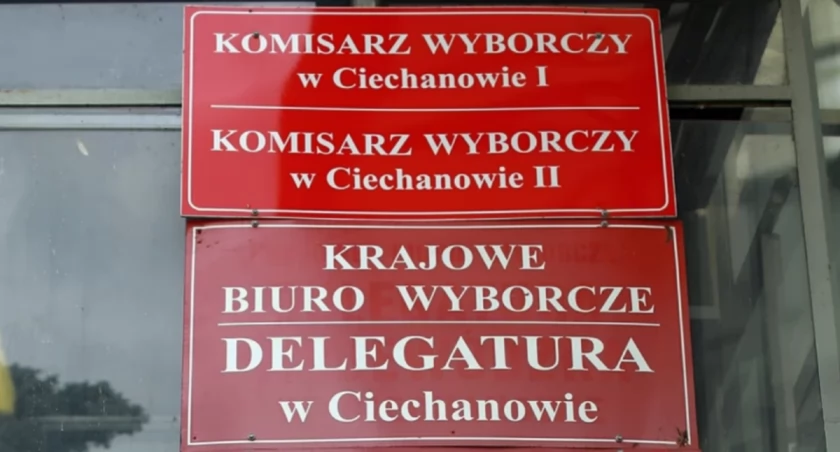 KOMISARZ WYBORCZY
w Ciechanowie I
KOMISARZ WYBORCZY
w Ciechanowie II
KRAJOWE
BIURO WYBORCZE
DELEGATURA
w Ciechanowie